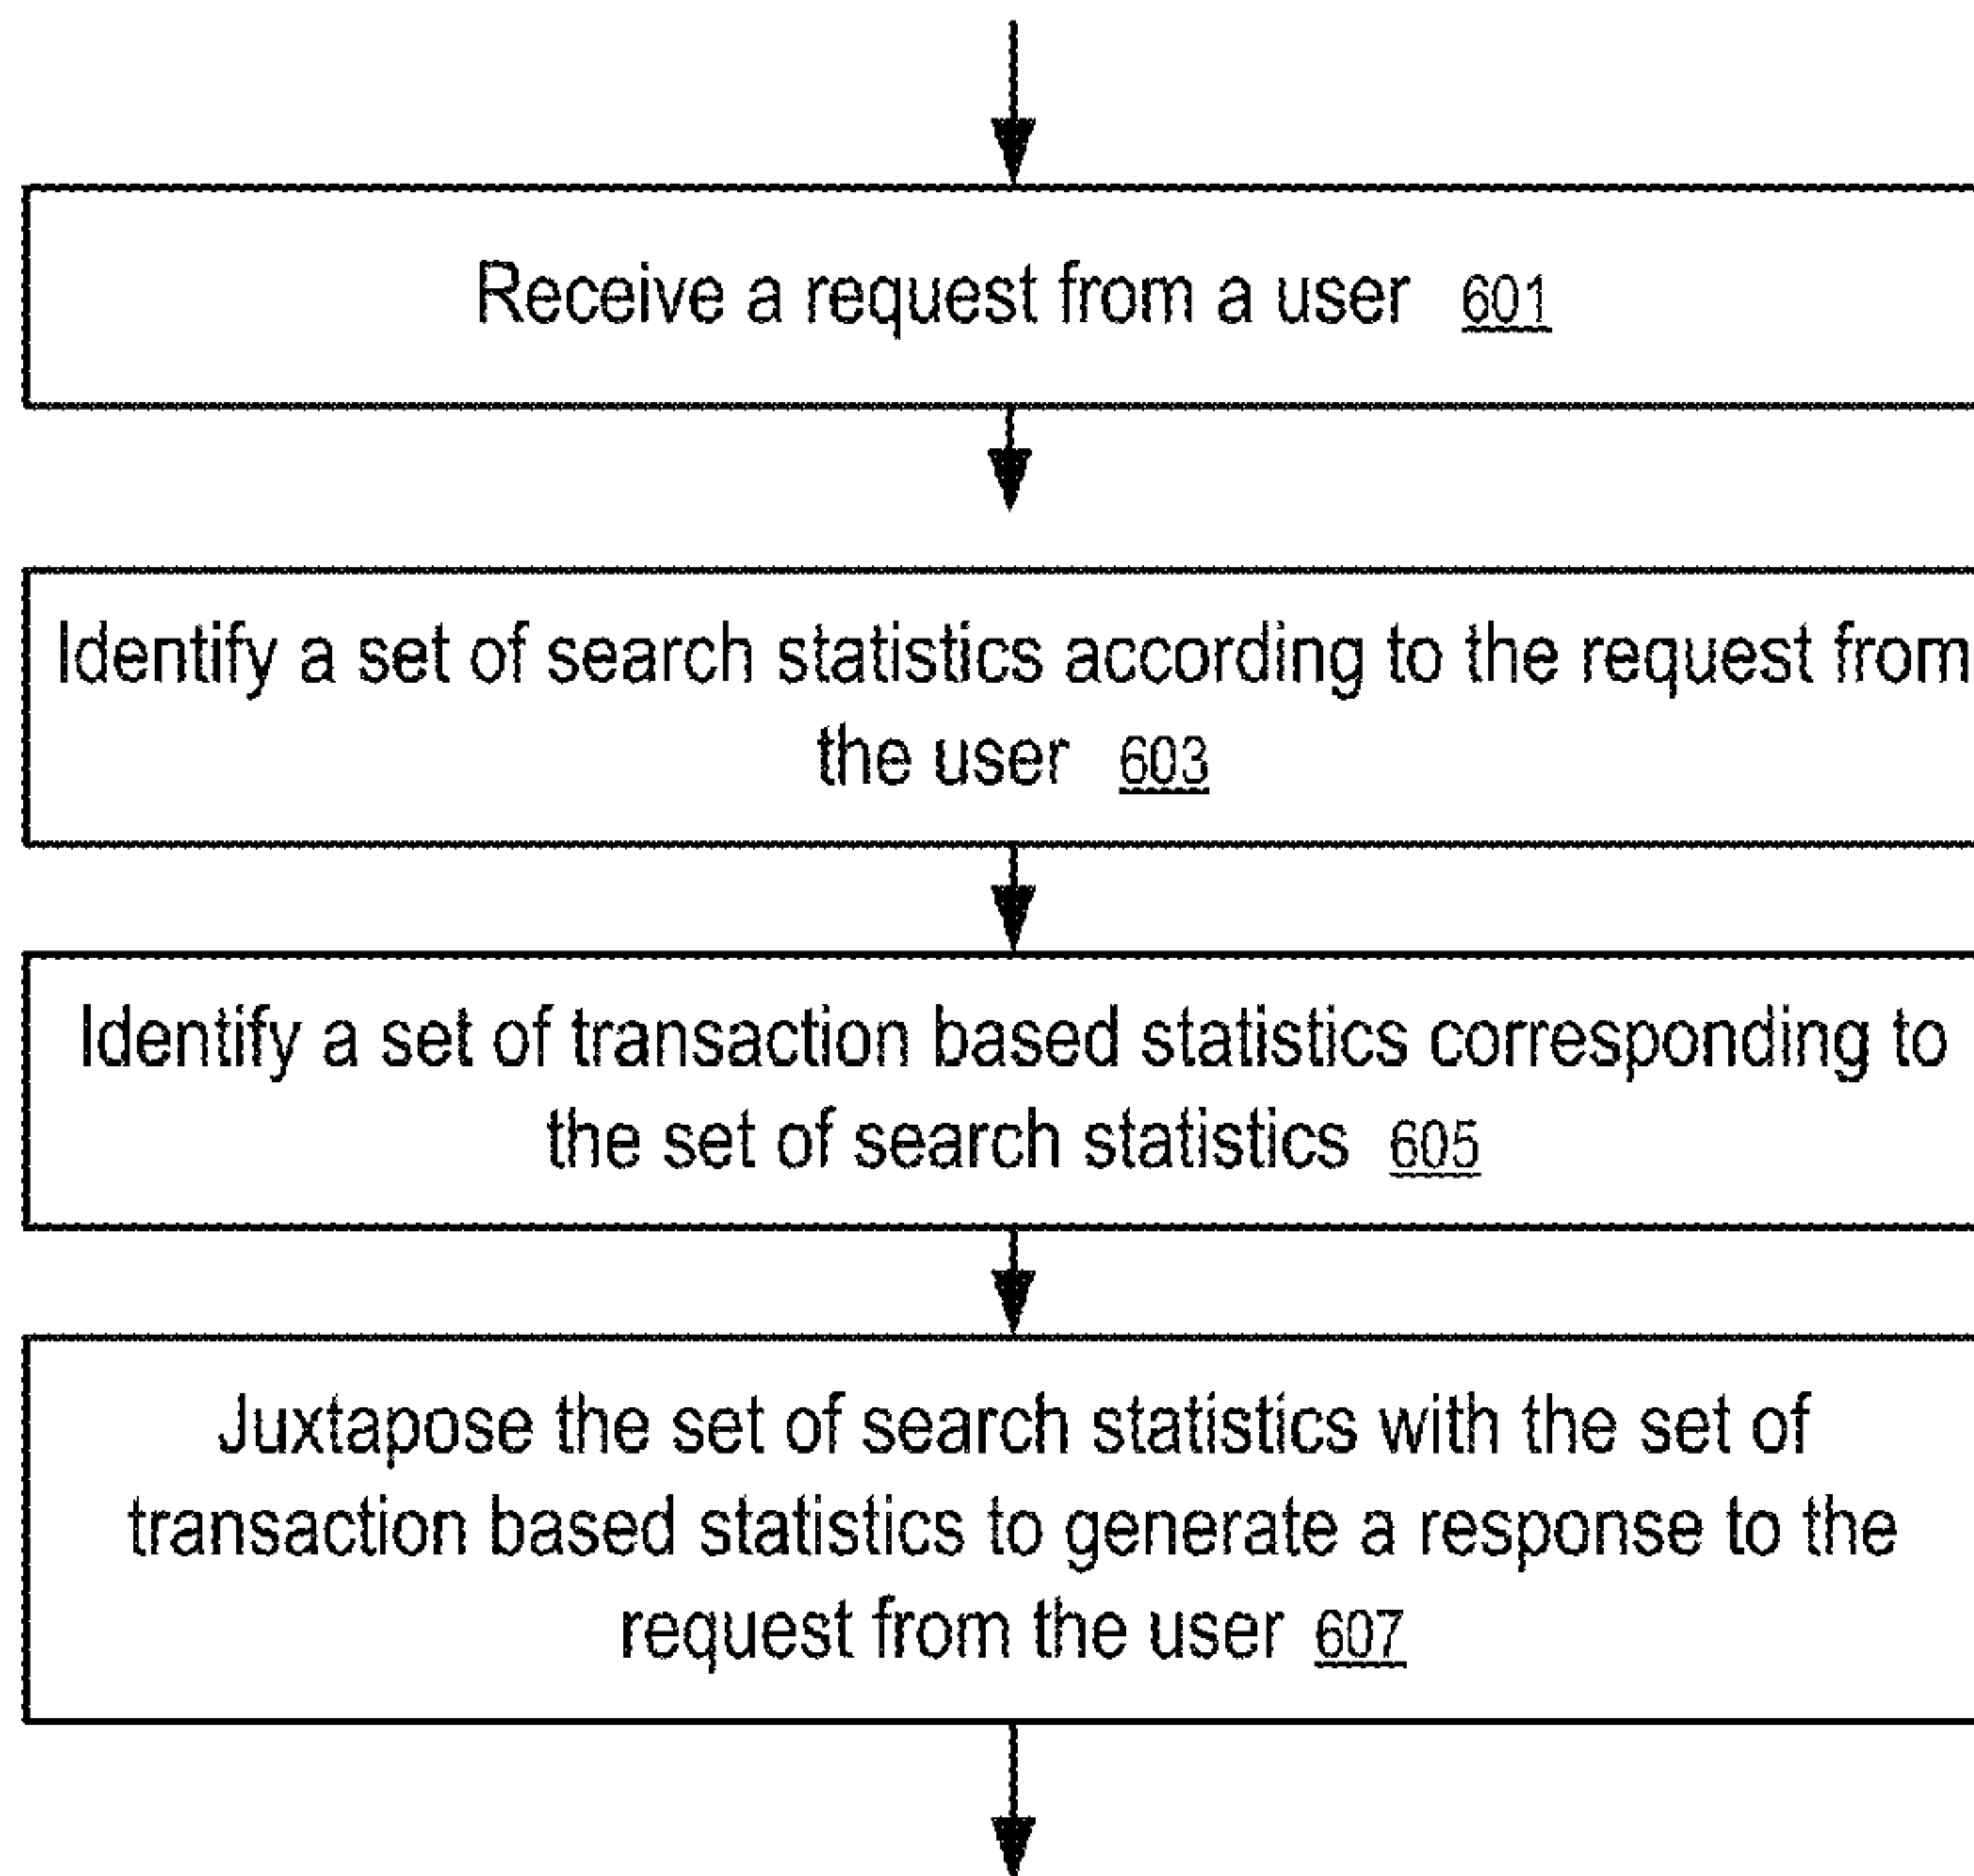 Receive a request from a user 601
Identify a set of search statistics according to the request from
the user 603
Identify a set of transaction based statistics corresponding to
the set of search statistics 605
Juxtapose the set of search statistics with the set of
transaction based statistics to generate a response to the
request from the user 607